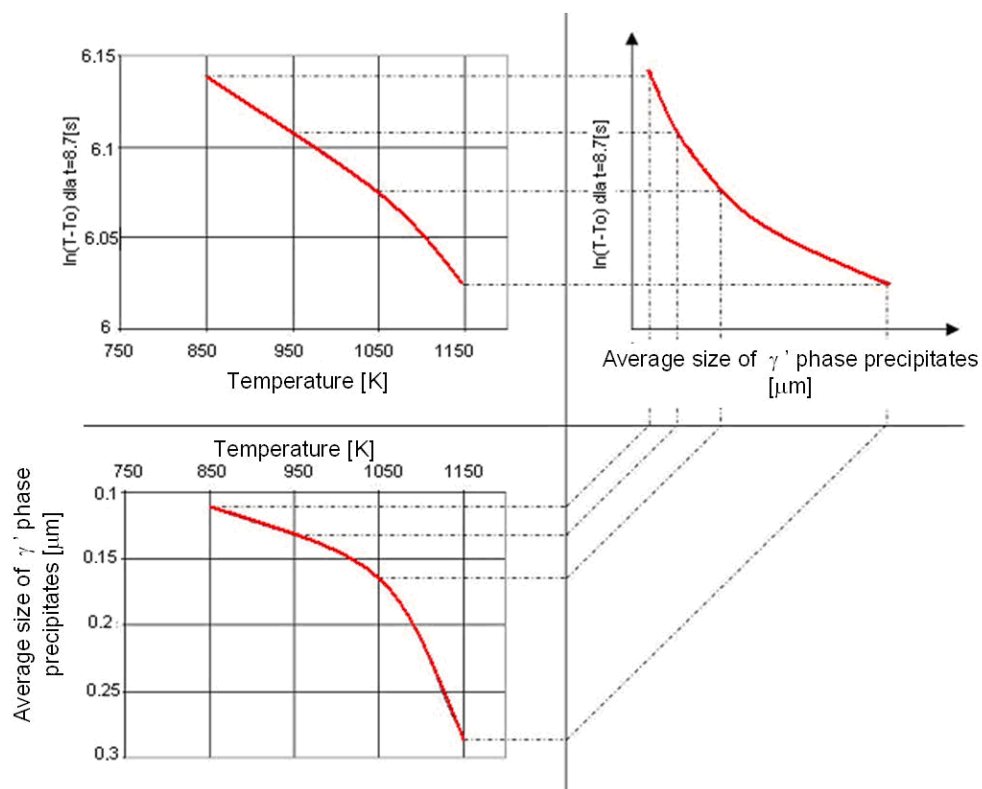 6.15
6.1
6.05
6
ln(T-To) dla t=8.7[s]
750 850 950 1050 1150
Temperature [K]
ln(T-To) dla t=8.7[s]
Average size of γ ' phase precipitates
[μm]
Temperature [K]
750 850 950 1050 1150
0.1
0.15
0.2
0.25
0.3
Average size of γ ' phase
precipitates [μm]